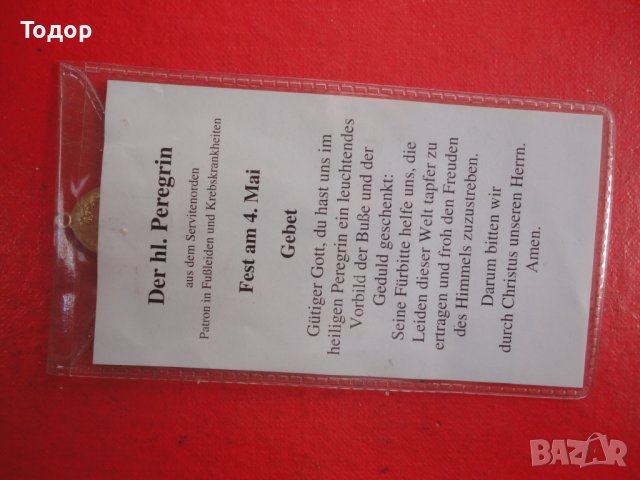 Todor
Der hl. Peregrin
aus dem Servitenorden
Patron in Fußleiden und Krebskrankheiten
Fest am 4. Mai
Gebet
Gütiger Gott, du hast uns im
heiligen Peregrin ein leuchtendes
Vorbild der Buße und der
Geduld geschenkt:
Seine Fürbitte helfe uns, die
Leiden dieser Welt tapfer zu
ertragen und froh den Freuden
des Himmels zuzustreben.
Darum bitten wir
durch Christus unseren Herrn.
Amen.
BAZAR